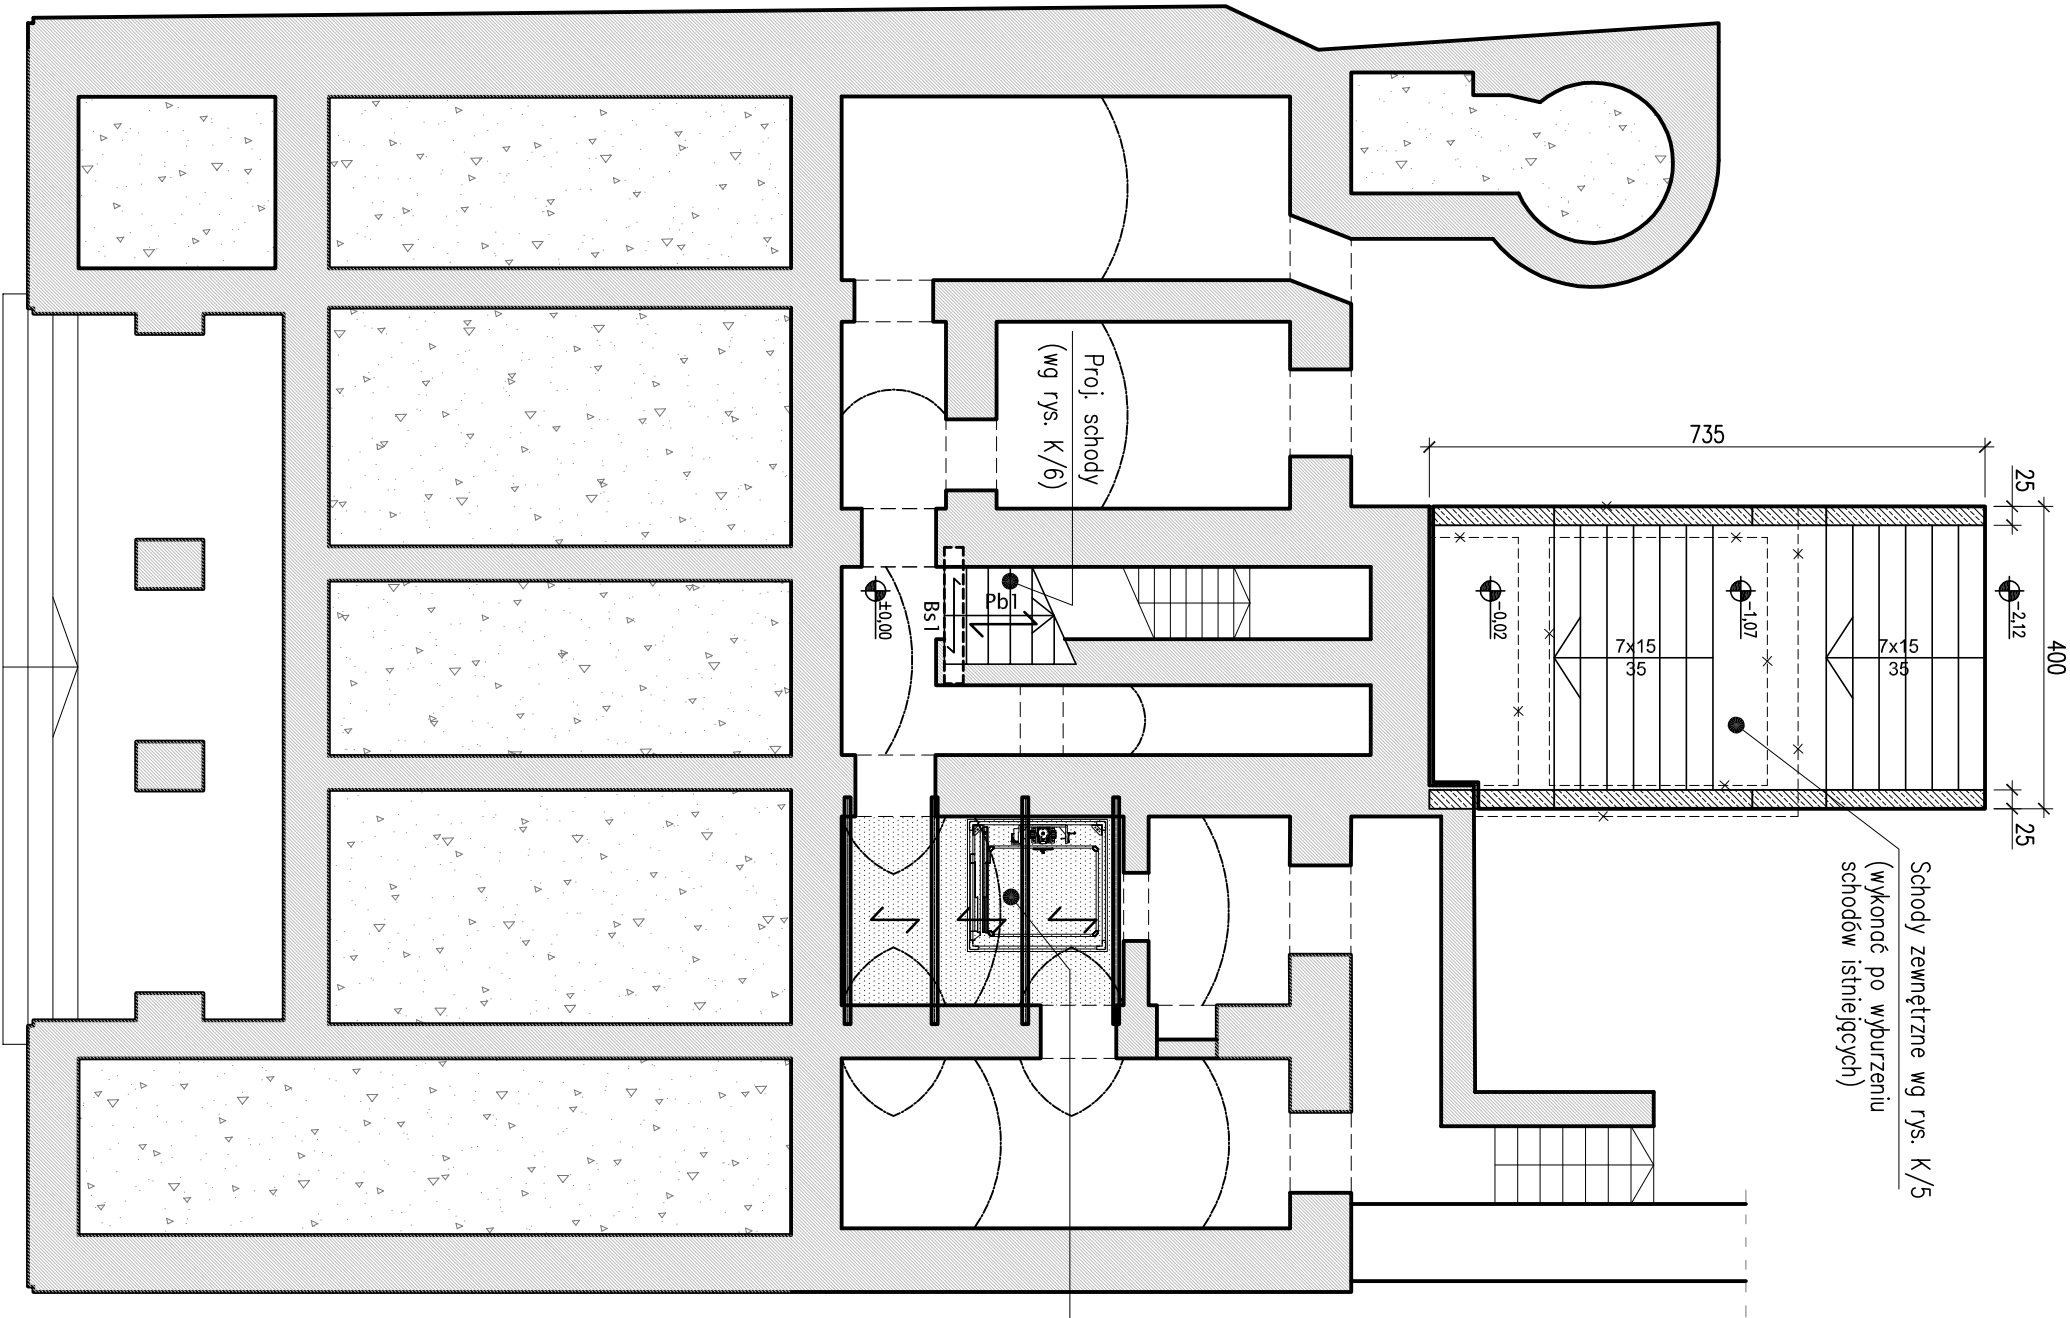 Proj. schody
(wg rys. K/6)
735
25
400
25
±0,00
Bs1
Pb1
-0,02
-1,07
-2,12
7x15
35
7x15
35
Schody zewnętrzne wg rys. K/5
(wykonać po wyburzeniu
schodów istniejących)